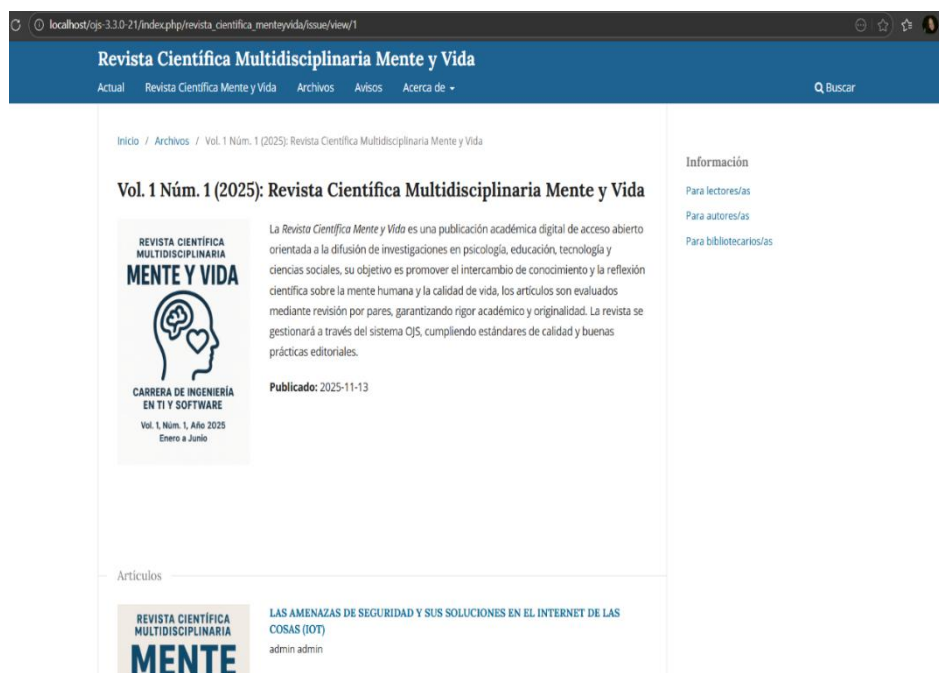 localhost/ojs-3.3.0-21/index.php/revista_cientifica_menteyvida/issue/view/1
Revista Científica Multidisciplinaria Mente y Vida
Actual Revista Científica Mente y Vida Archivos Avisos Acerca de
Buscar
Inicio / Archivos / Vol. 1 Núm. 1 (2025): Revista Científica Multidisciplinaria Mente y Vida
Vol. 1 Núm. 1 (2025): Revista Científica Multidisciplinaria Mente y Vida
REVISTA CIENTÍFICA
MULTIDISCIPLINARIA
MENTE Y VIDA
CARRERA DE INGENIERÍA
EN TI Y SOFTWARE
Vol. 1, Núm. 1, Año 2025
Enero a Junio
La Revista Científica Mente y Vida es una publicación académica digital de acceso abierto
orientada a la difusión de investigaciones en psicología, educación, tecnología y
ciencias sociales, su objetivo es promover el intercambio de conocimiento y la reflexión
científica sobre la mente humana y la calidad de vida, los artículos son evaluados
mediante revisión por pares, garantizando rigor académico y originalidad. La revista se
gestionará a través del sistema OJS, cumpliendo estándares de calidad y buenas
prácticas editoriales.
Publicado: 2025-11-13
Información
Para lectores/as
Para autores/as
Para bibliotecarios/as
Artículos
REVISTA CIENTÍFICA
MULTIDISCIPLINARIA
MENTE
LAS AMENAZAS DE SEGURIDAD Y SUS SOLUCIONES EN EL INTERNET DE LAS
COSAS (IOT)
admin admin